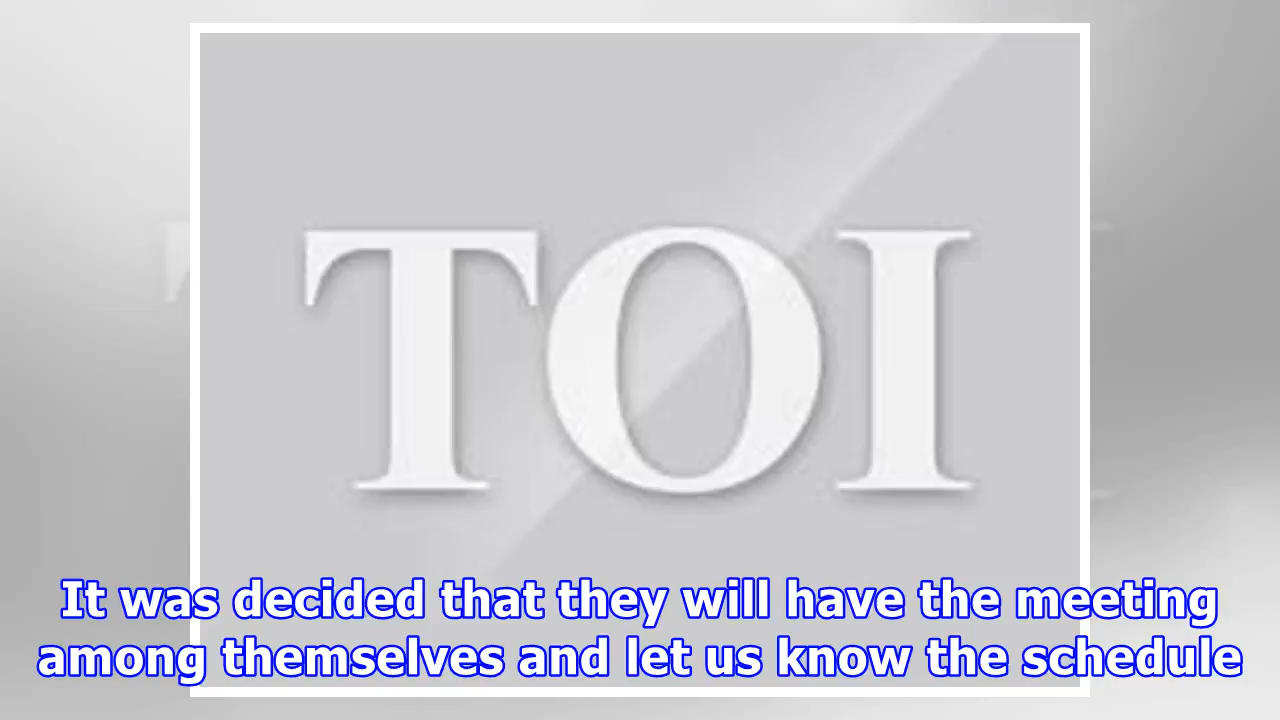 TOI
It was decided that they will have the meeting
among themselves and let us know the schedule